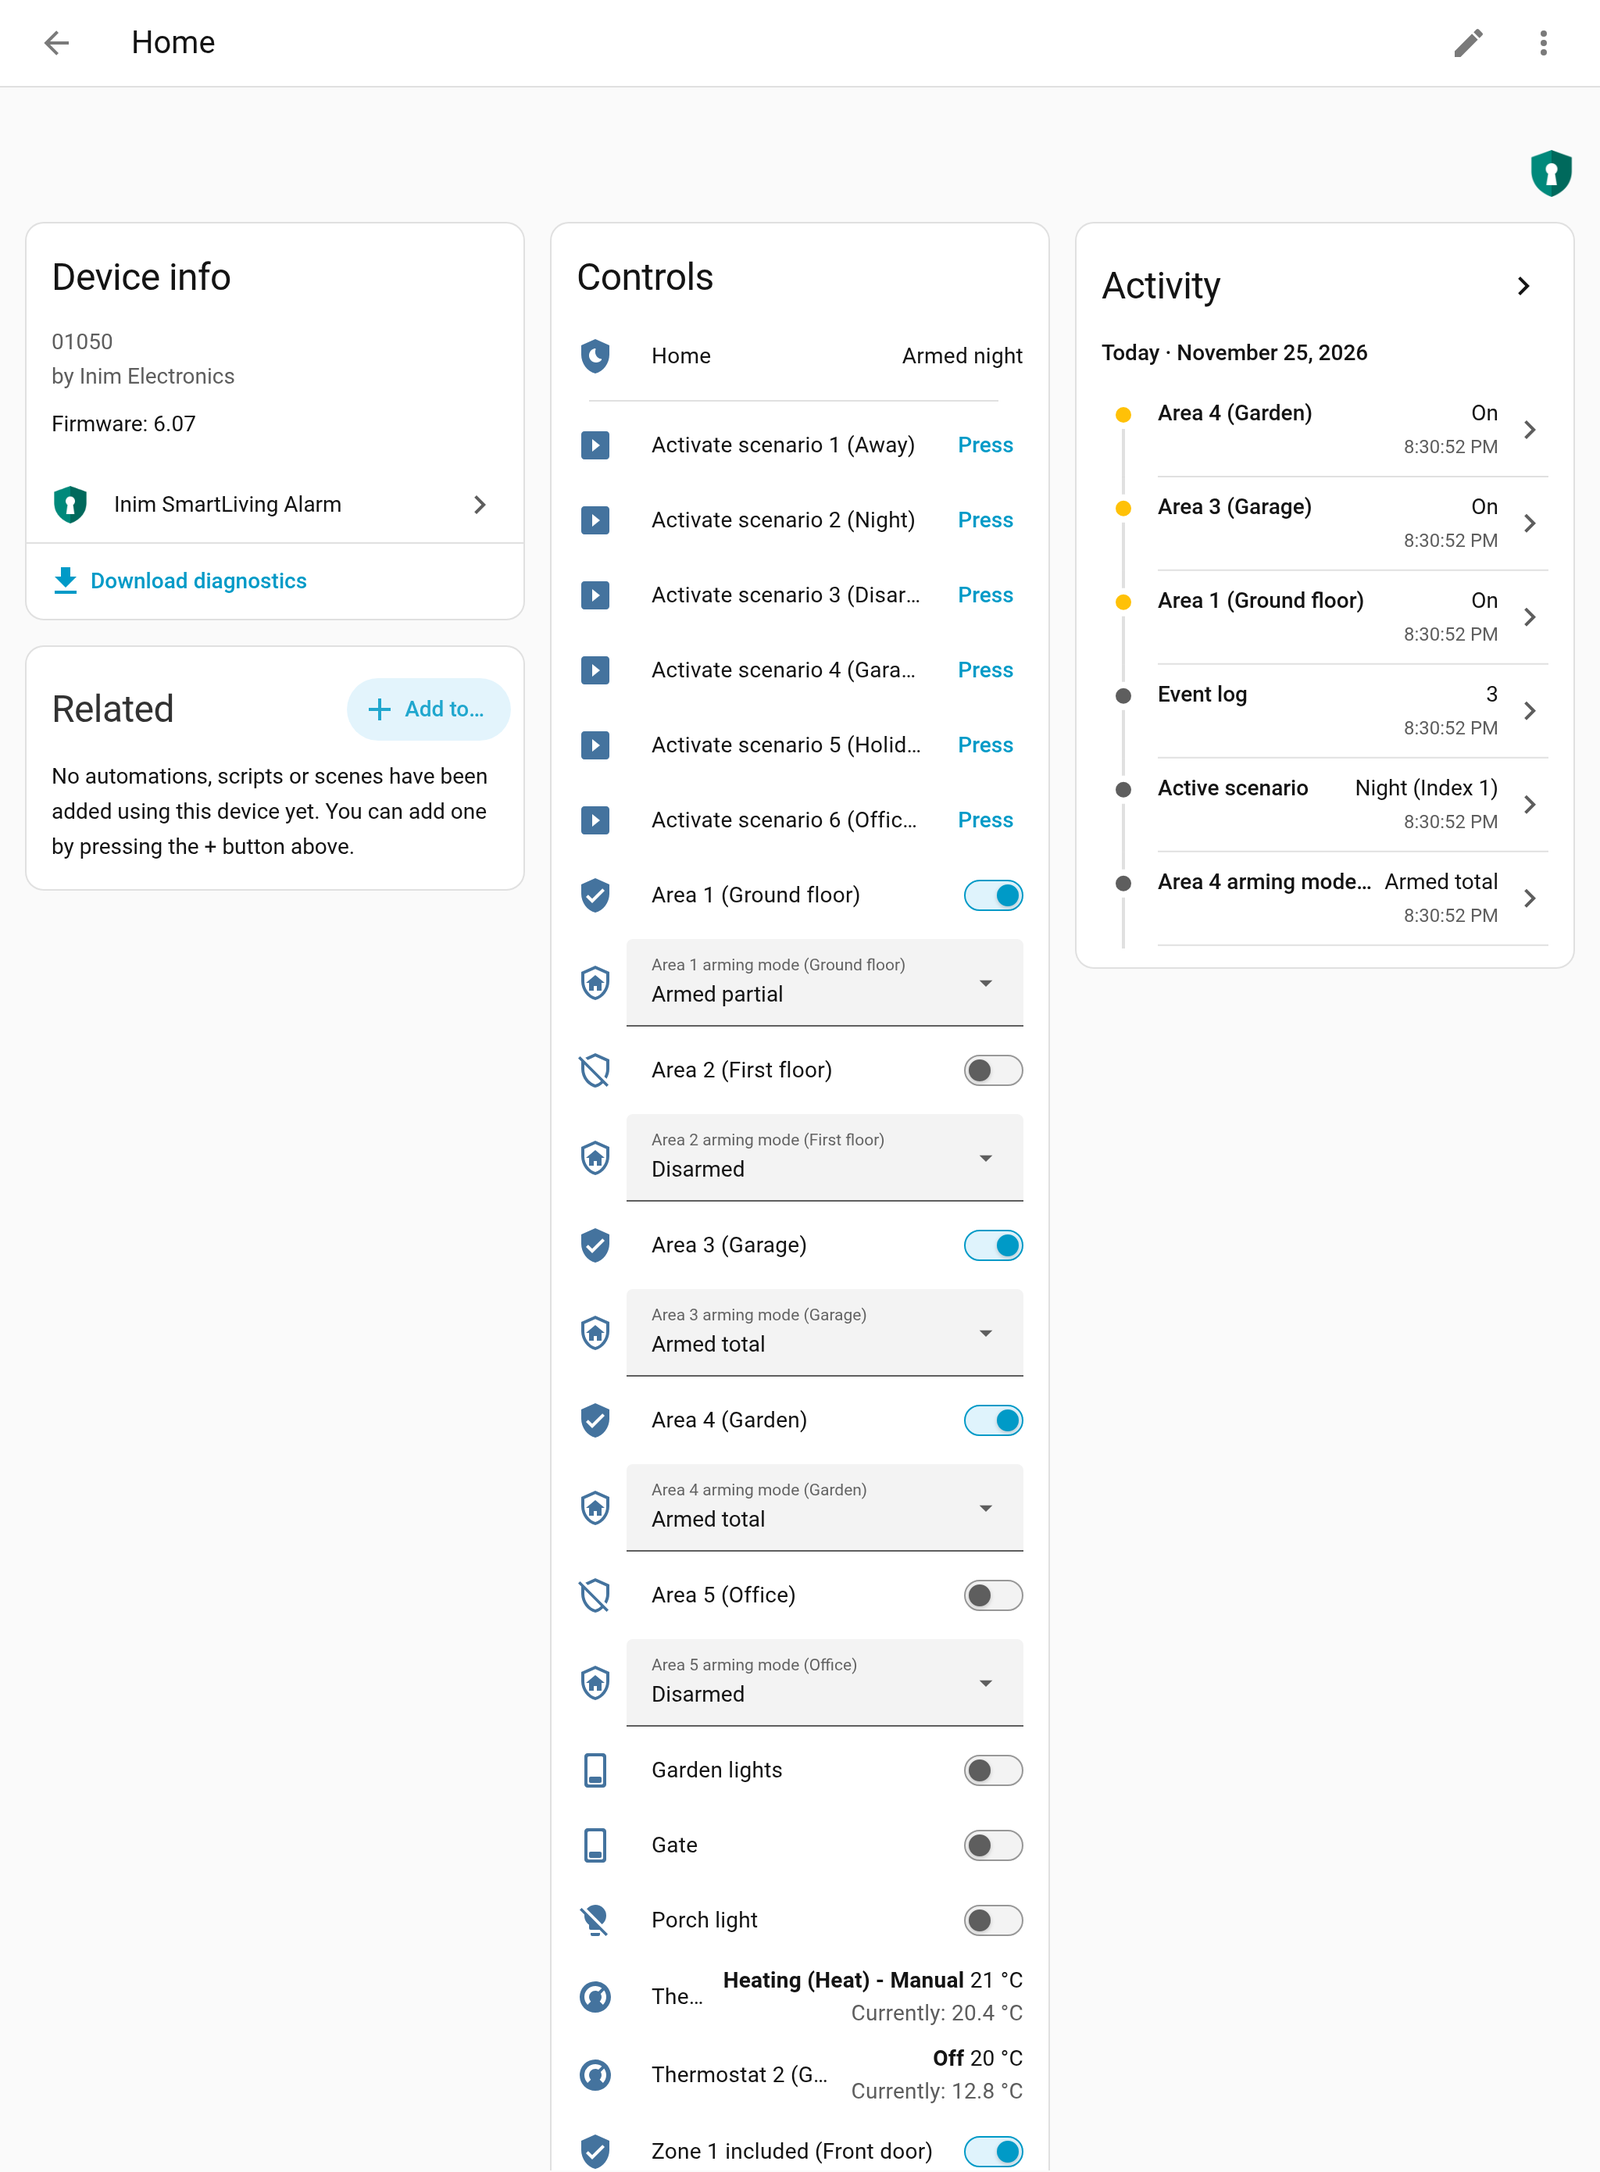 Home
Device info
01050
by Inim Electronics
Firmware: 6.07
Inim SmartLiving Alarm
Download diagnostics
Related
Add to...
No automations, scripts or scenes have been
added using this device yet. You can add one
by pressing the + button above.
Controls
Home Armed night
Activate scenario 1 (Away) Press
Activate scenario 2 (Night) Press
Activate scenario 3 (Disar... Press
Activate scenario 4 (Gara... Press
Activate scenario 5 (Holid... Press
Activate scenario 6 (Offic... Press
Area 1 (Ground floor)
Area 1 arming mode (Ground floor)
Armed partial
Area 2 (First floor)
Area 2 arming mode (First floor)
Disarmed
Area 3 (Garage)
Area 3 arming mode (Garage)
Armed total
Area 4 (Garden)
Area 4 arming mode (Garden)
Armed total
Area 5 (Office)
Area 5 arming mode (Office)
Disarmed
Garden lights
Gate
Porch light
The... Heating (Heat) - Manual 21 °C
Currently: 20.4 °C
Thermostat 2 (G... Off 20 °C
Currently: 12.8 °C
Zone 1 included (Front door)
Activity
Today · November 25, 2026
Area 4 (Garden) On
8:30:52 PM
Area 3 (Garage) On
8:30:52 PM
Area 1 (Ground floor) On
8:30:52 PM
Event log 3
8:30:52 PM
Active scenario Night (Index 1)
8:30:52 PM
Area 4 arming mode... Armed total
8:30:52 PM